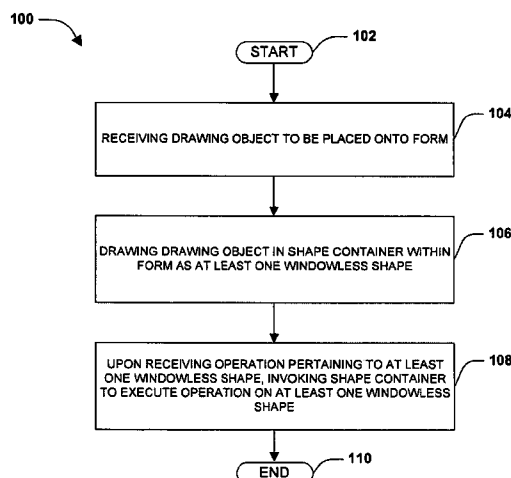 100
START
102
RECEIVING DRAWING OBJECT TO BE PLACED ONTO FORM
104
DRAWING DRAWING OBJECT IN SHAPE CONTAINER WITHIN
FORM AS AT LEAST ONE WINDOWLESS SHAPE
106
UPON RECEIVING OPERATION PERTAINING TO AT LEAST
ONE WINDOWLESS SHAPE, INVOKING SHAPE CONTAINER
TO EXECUTE OPERATION ON AT LEAST ONE WINDOWLESS
SHAPE
108
END
110